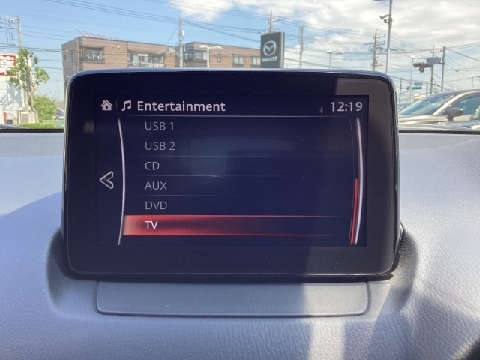 Entertainment 12:19
USB 1
USB 2
CD
AUX
DVD
TV